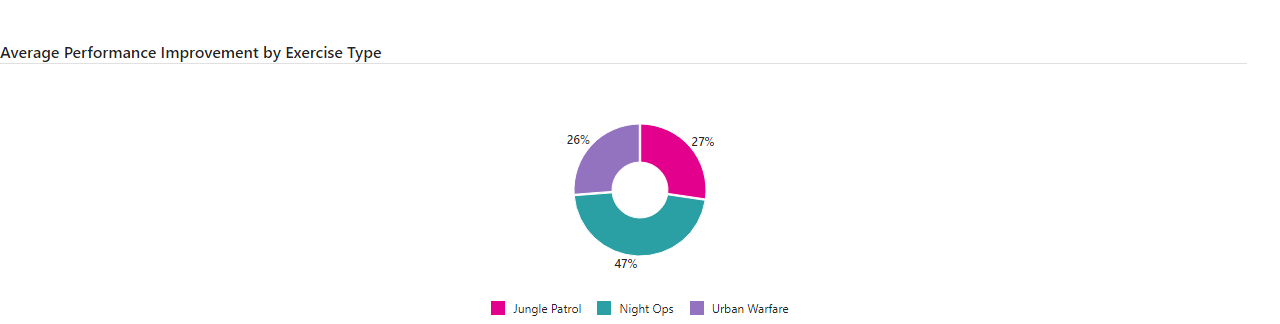 Average Performance Improvement by Exercise Type
26%
27%
47%
Jungle Patrol Night Ops Urban Warfare